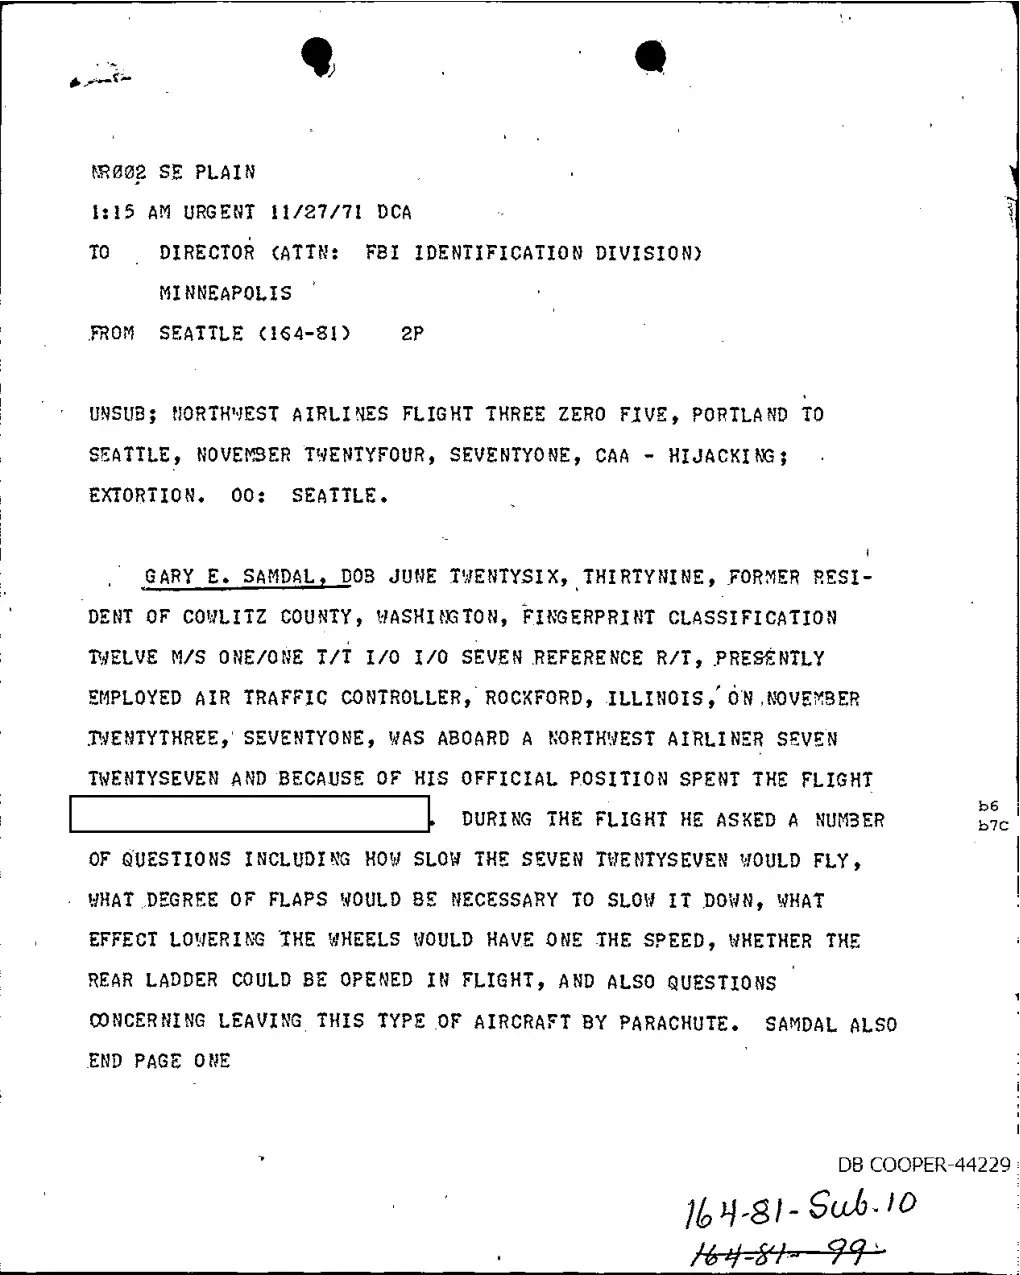 NR002 SE PLAIN
1:15 AM URGENT 11/27/71 DCA
TO DIRECTOR (ATTN: FBI IDENTIFICATION DIVISION)
MINNEAPOLIS
FROM SEATTLE (164-81) 2P
UNSUB; NORTHWEST AIRLINES FLIGHT THREE ZERO FIVE, PORTLAND TO
SEATTLE, NOVEMBER TWENTYFOUR, SEVENTYONE, CAA - HIJACKING;
EXTORTION. OO: SEATTLE.
GARY E. SAMDAL, DOB JUNE TWENTYSIX, THIRTYNINE, FORMER RESI-
DENT OF COWLITZ COUNTY, WASHINGTON, FINGERPRINT CLASSIFICATION
TWELVE M/S ONE/ONE T/T I/O I/O SEVEN REFERENCE R/T, PRESENTLY
EMPLOYED AIR TRAFFIC CONTROLLER, ROCKFORD, ILLINOIS, ON NOVEMBER
TWENTYTHREE, SEVENTYONE, WAS ABOARD A NORTHWEST AIRLINER SEVEN
TWENTYSEVEN AND BECAUSE OF HIS OFFICIAL POSITION SPENT THE FLIGHT
. DURING THE FLIGHT HE ASKED A NUMBER
b6
b7C
OF QUESTIONS INCLUDING HOW SLOW THE SEVEN TWENTYSEVEN WOULD FLY,
WHAT DEGREE OF FLAPS WOULD BE NECESSARY TO SLOW IT DOWN, WHAT
EFFECT LOWERING THE WHEELS WOULD HAVE ONE THE SPEED, WHETHER THE
REAR LADDER COULD BE OPENED IN FLIGHT, AND ALSO QUESTIONS
CONCERNING LEAVING THIS TYPE OF AIRCRAFT BY PARACHUTE. SAMDAL ALSO
END PAGE ONE
DB COOPER-44229
164-81-Sub.10
164-81-99